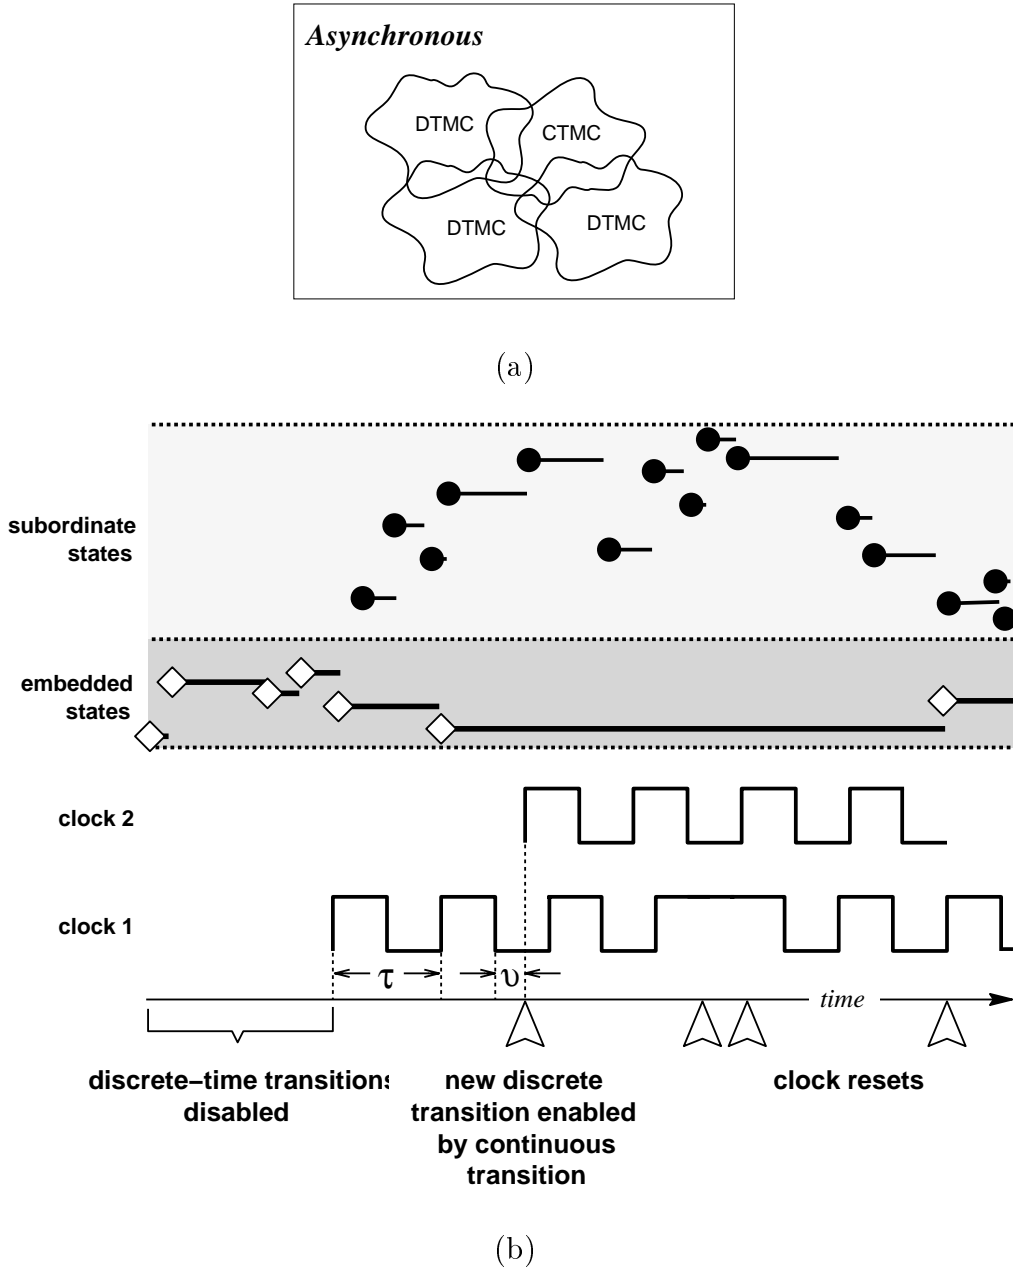 Asynchronous
DTMC
CTMC
DTMC
DTMC
(a)
subordinate
states
embedded
states
clock 2
clock 1
τ
υ
time
discrete–time transitions
disabled
new discrete
transition enabled
by continuous
transition
clock resets
(b)